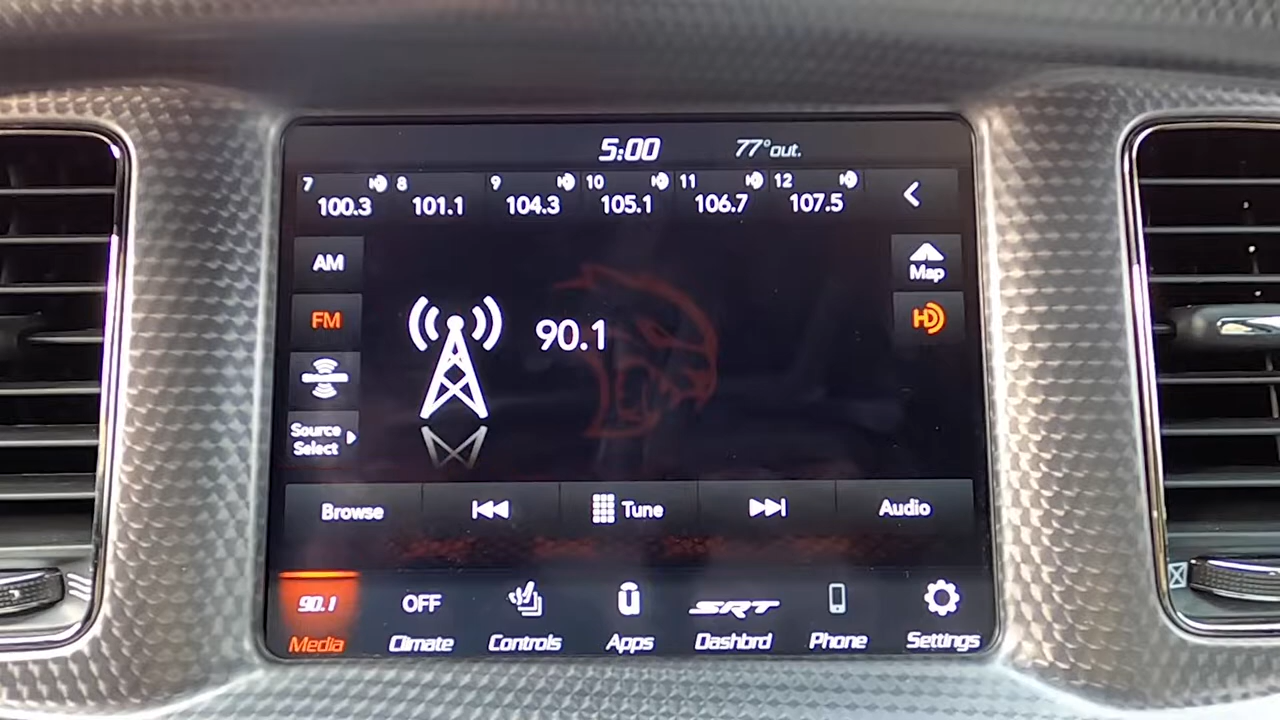 5:00 77°out.
7 8 9 10 11 12
100.3 101.1 104.3 105.1 106.7 107.5
AM
Map
FM
HD
90.1
Source
Select
Browse Tune Audio
90.1 OFF ū SRT
Media Climate Controls Apps Dashbrd Phone Settings